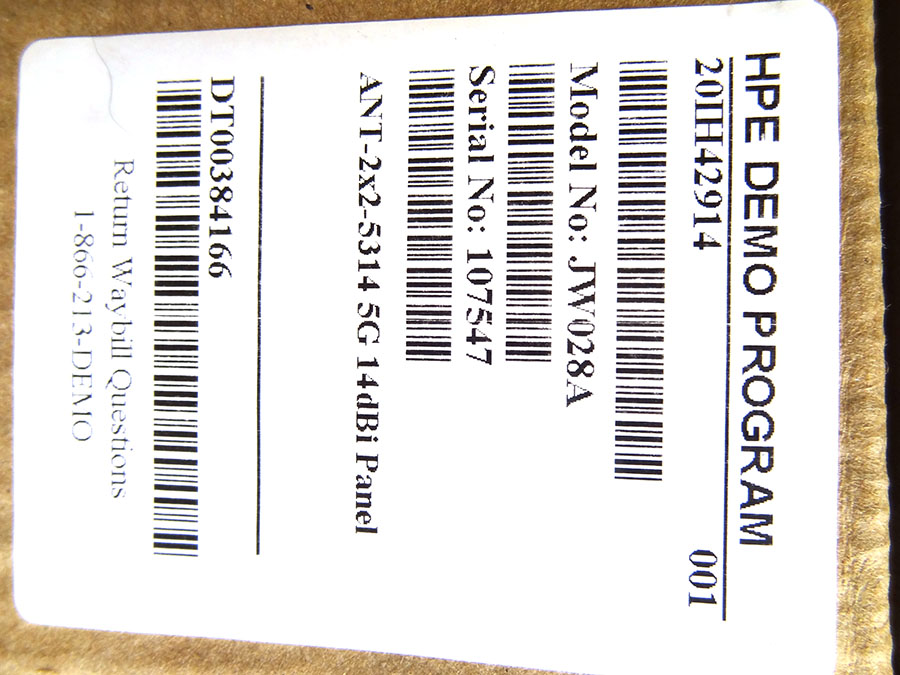 HPE DEMO PROGRAM
20IH42914 001
Model No: JW028A
Serial No: 107547
ANT-2x2-5314 5G 14dBi Panel
DT00384166
Return Waybill Questions
1-866-213-DEMO